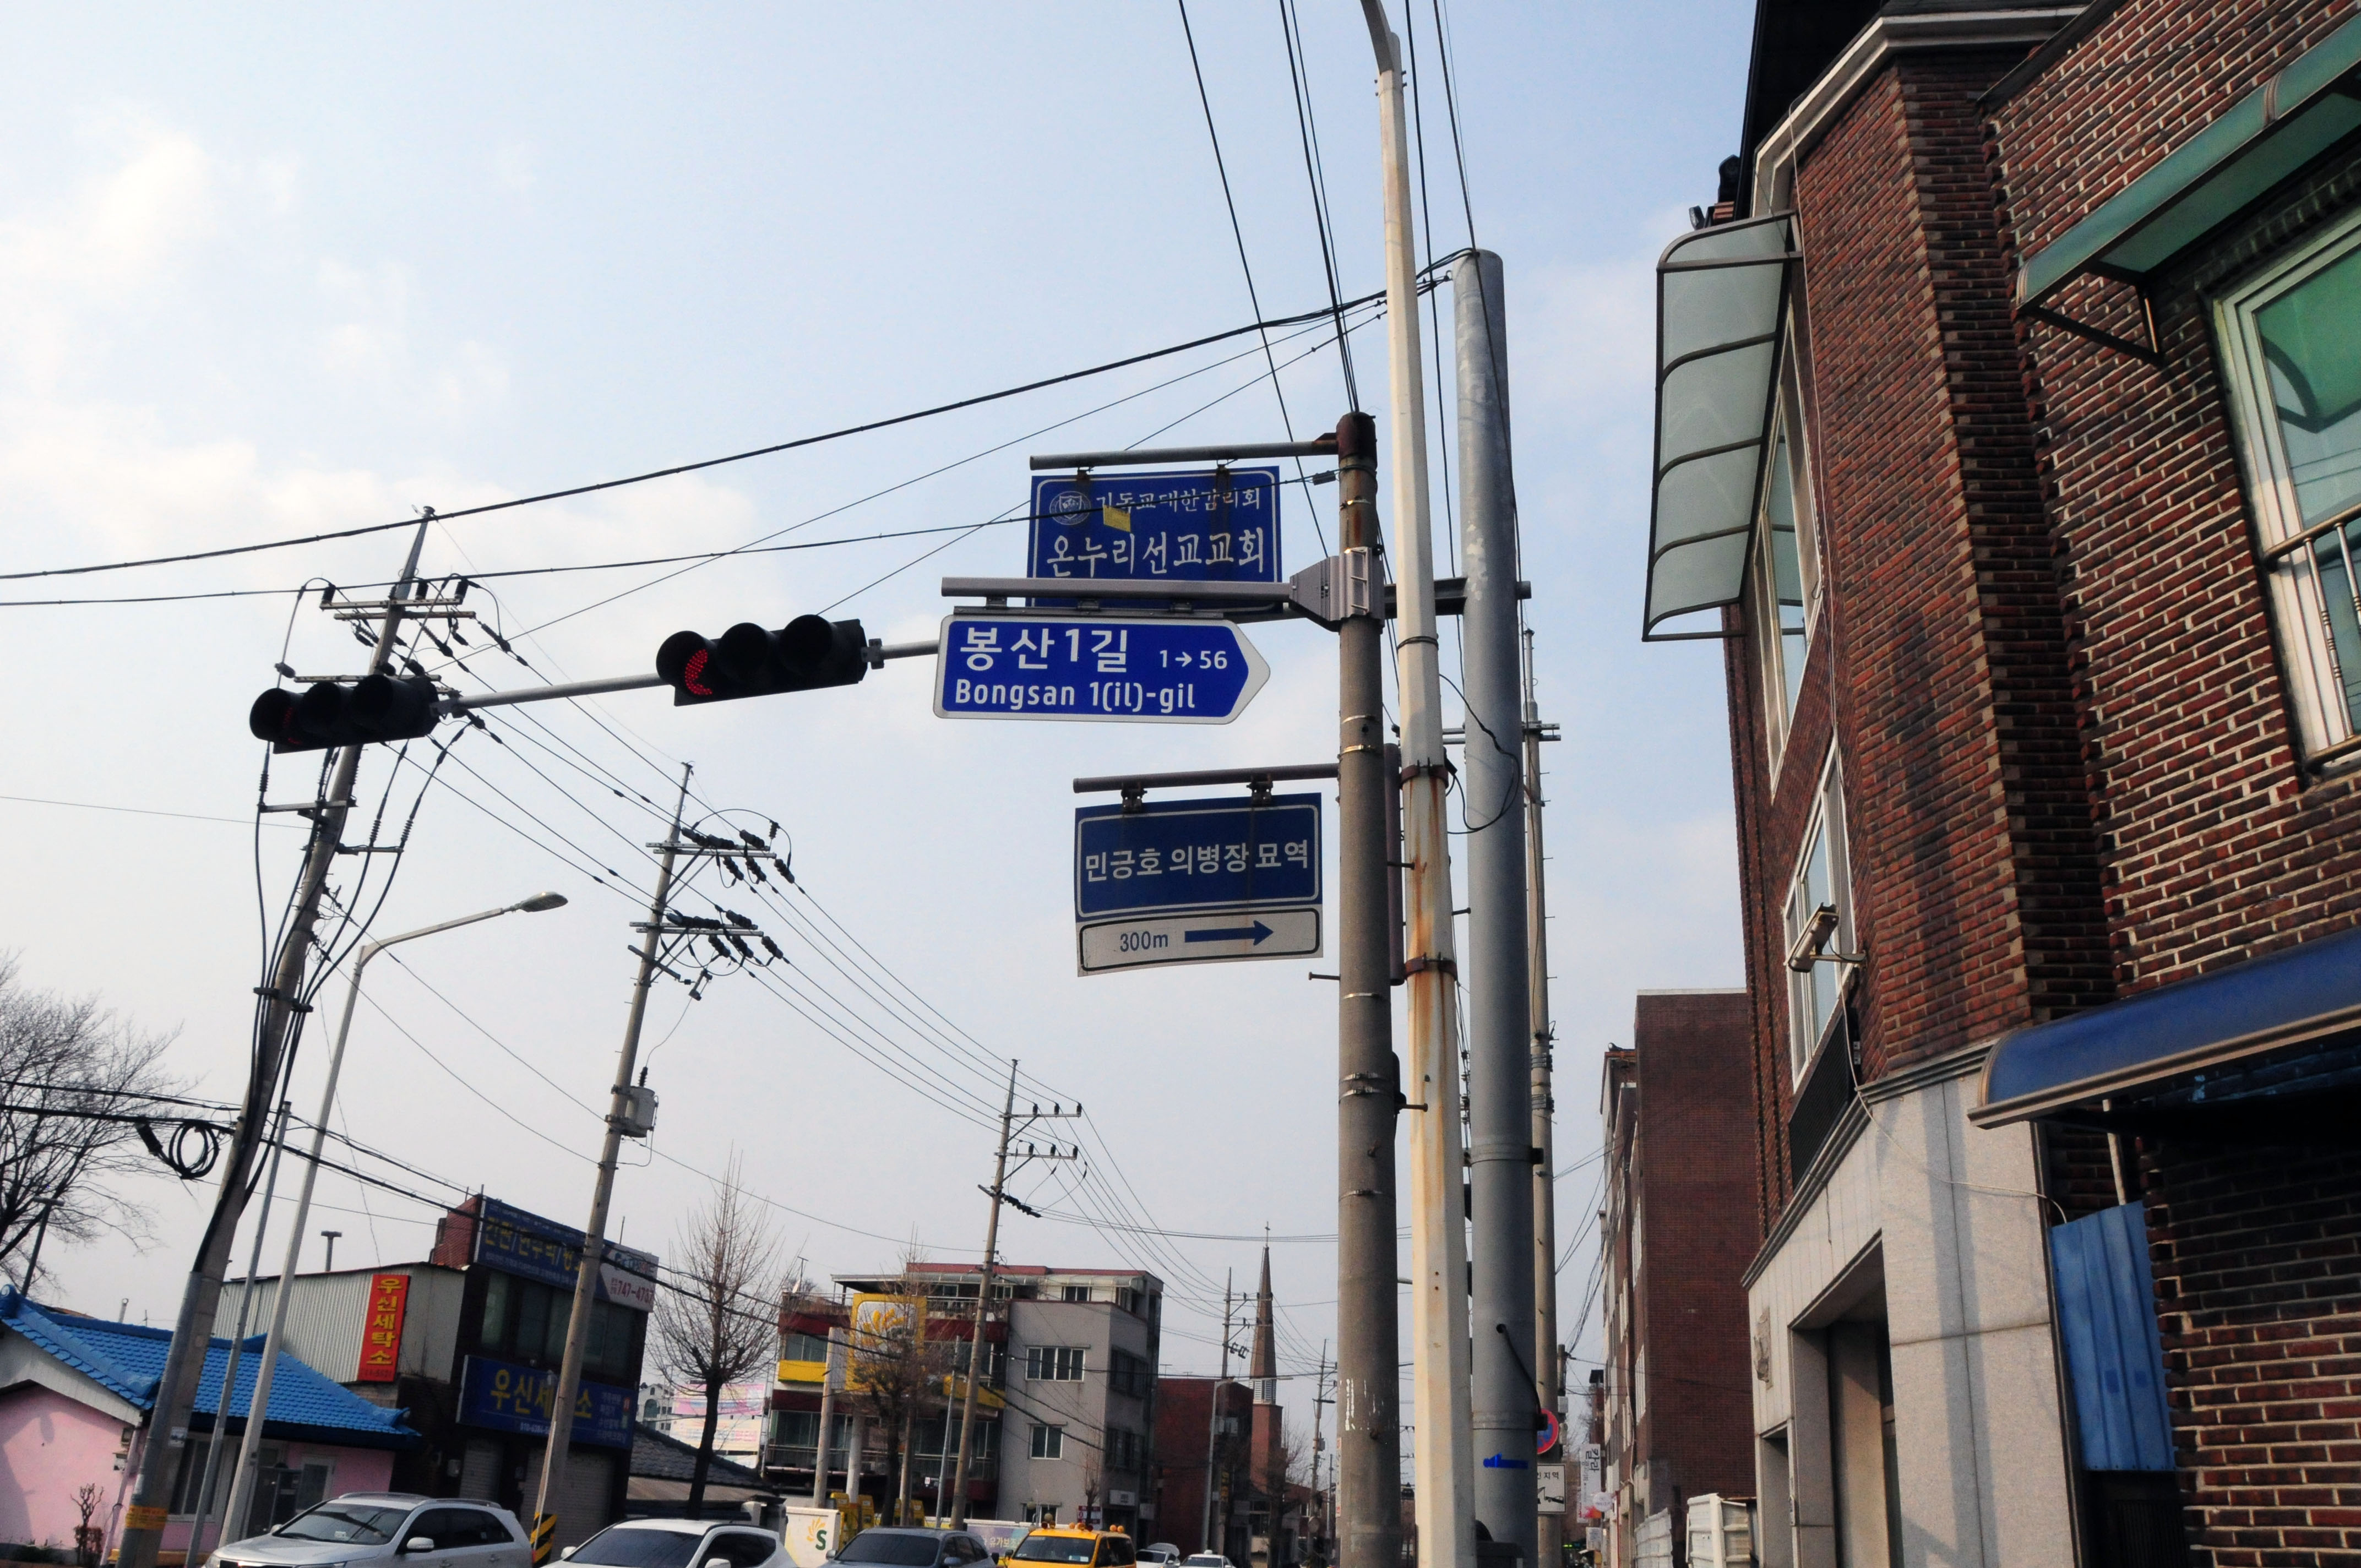 기독교대한감리회
온누리선교교회
봉산1길 1→56
Bongsan 1(il)-gil
민긍호 의병장 묘역
300m →
747-47
우신세탁소
우신세 소
S